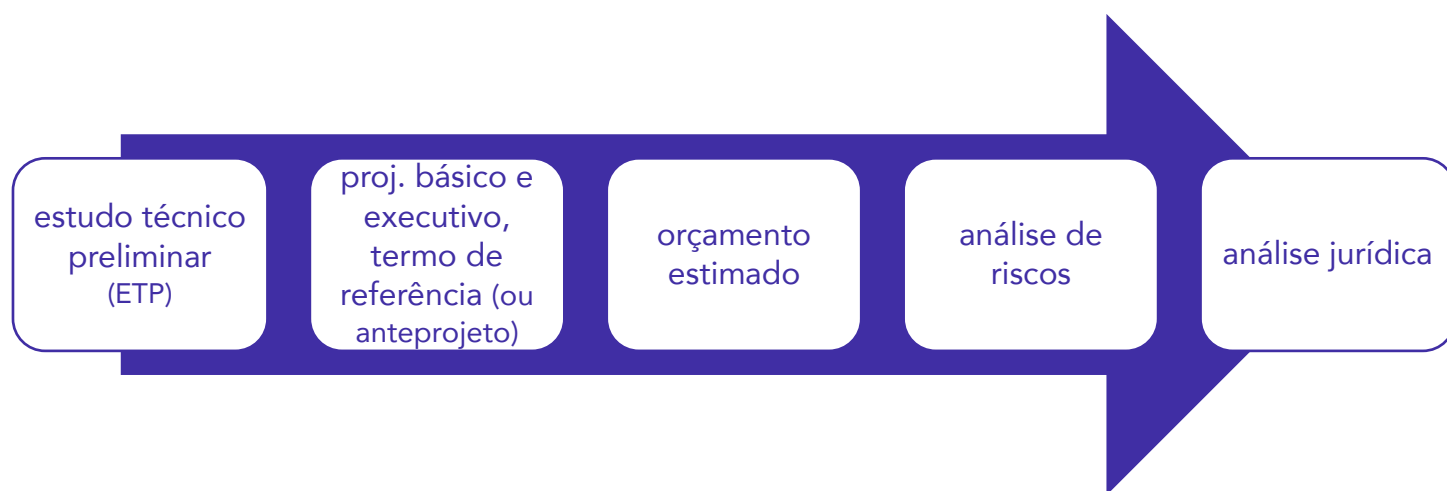 estudo técnico
preliminar
(ETP)
proj. básico e
executivo,
termo de
referência (ou
anteprojeto)
orçamento
estimado
análise de
riscos
análise jurídica